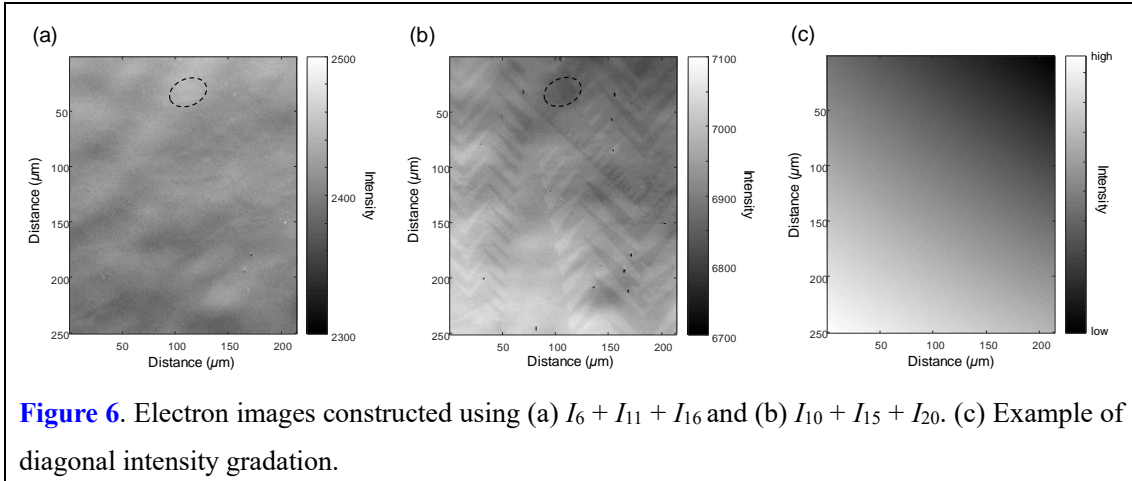 (a)
(b)
(c)
50
100
150
200
250
50
100
150
200
Distance (µm)
Distance (µm)
2500
2400
2300
Intensity
50
100
150
200
250
50
100
150
200
Distance (µm)
Distance (µm)
7100
7000
6900
6800
6700
Intensity
50
100
150
200
250
50
100
150
200
Distance (µm)
Distance (µm)
high
low
Intensity
Figure 6. Electron images constructed using (a) I6 + I11 + I16 and (b) I10 + I15 + I20. (c) Example of
diagonal intensity gradation.